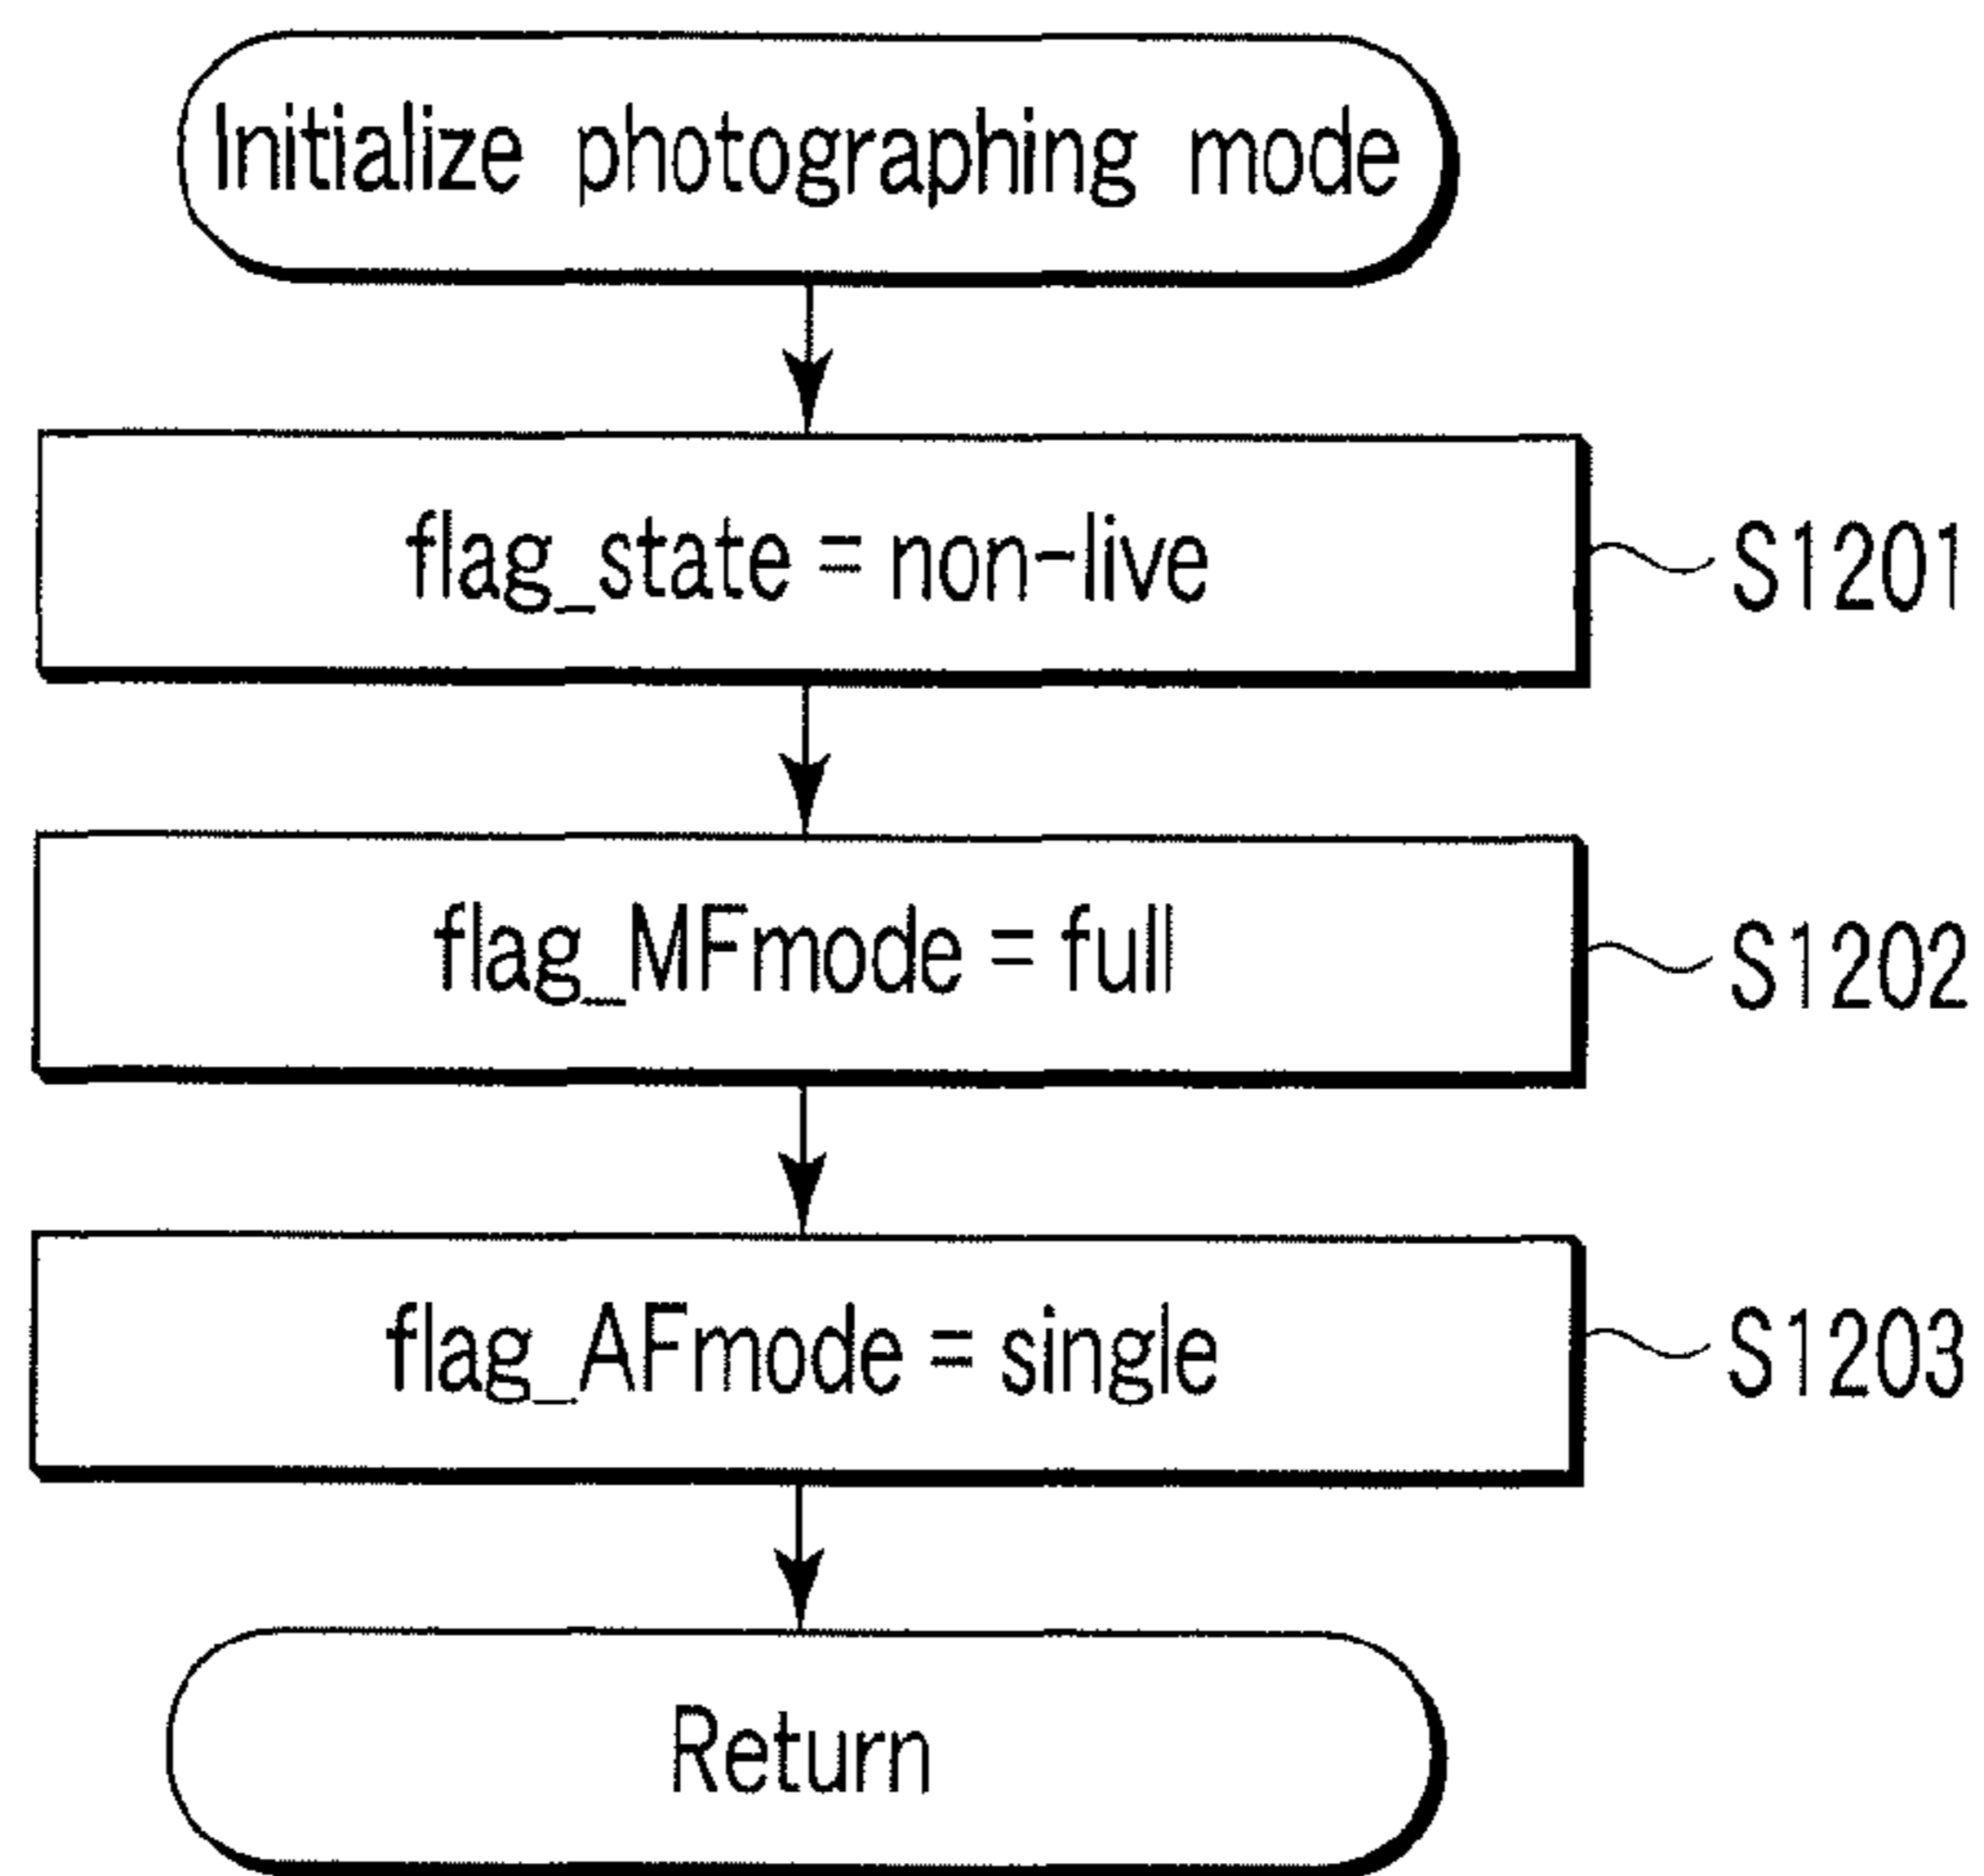 Initialize photographing mode
flag_state = non-live
S1201
flag_MFmode = full
S1202
flag_AFmode = single
S1203
Return